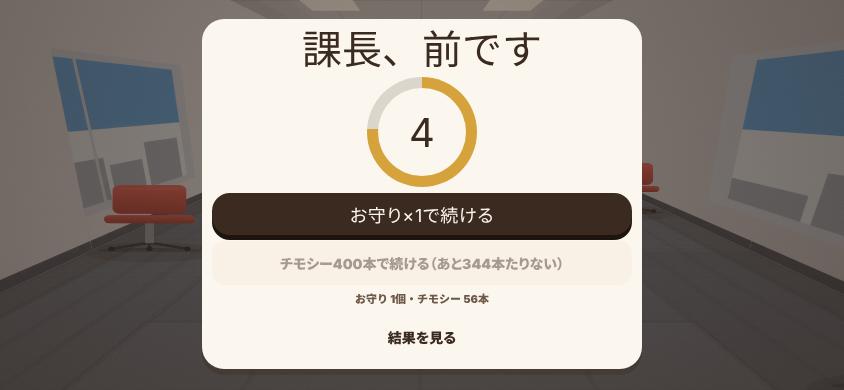 課長、前です
4
お守り×1で続ける
チモシー400本で続ける(あと344本たりない)
お守り 1個・チモシー 56本
結果を見る